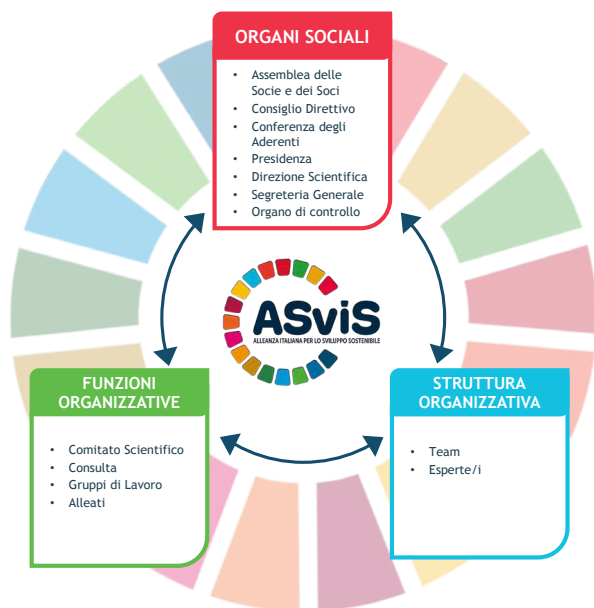 ORGANI SOCIALI
• Assemblea delle
Socie e dei Soci
• Consiglio Direttivo
• Conferenza degli
Aderenti
• Presidenza
• Direzione Scientifica
• Segreteria Generale
• Organo di controllo
ASviS
ALLEANZA ITALIANA PER LO SVILUPPO SOSTENIBILE
FUNZIONI
ORGANIZZATIVE
• Comitato Scientifico
• Consulta
• Gruppi di Lavoro
• Alleati
STRUTTURA
ORGANIZZATIVA
• Team
• Esperte/i